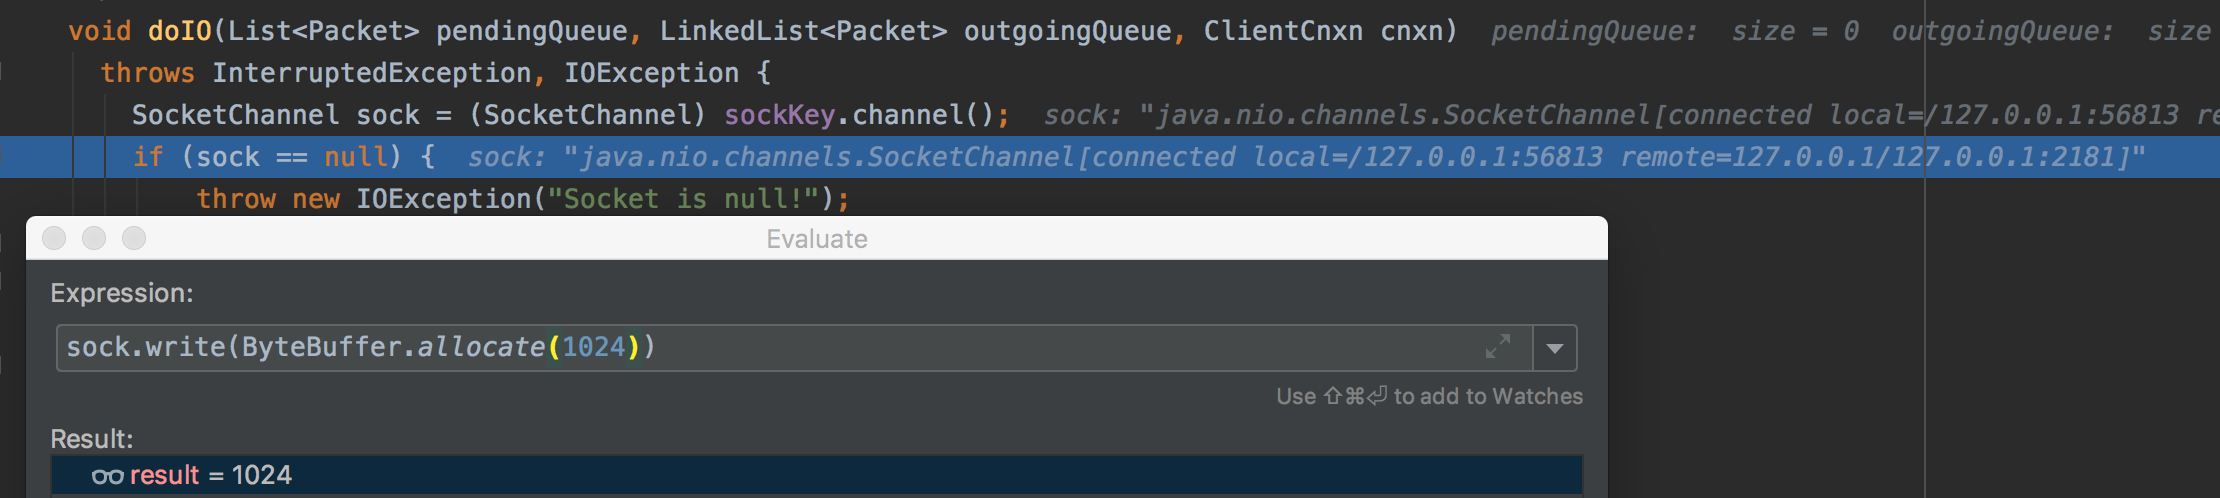 void doIO(List<Packet> pendingQueue, LinkedList<Packet> outgoingQueue, ClientCnxn cnxn)  pendingQueue:  size = 0  outgoingQueue:  size
throws InterruptedException, IOException {
SocketChannel sock = (SocketChannel) sockKey.channel();  sock: "java.nio.channels.SocketChannel[connected local=/127.0.0.1:56813 re
if (sock == null) {  sock: "java.nio.channels.SocketChannel[connected local=/127.0.0.1:56813 remote=127.0.0.1/127.0.0.1:2181]"
throw new IOException("Socket is null!");
Evaluate
Expression:
sock.write(ByteBuffer.allocate(1024))
Use ⇧⌘⏎ to add to Watches
Result:
result = 1024